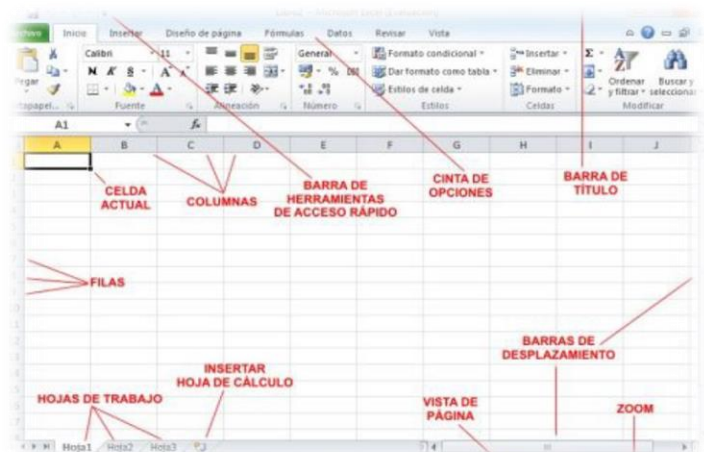 Inicio Insertar Diseño de página Fórmulas Datos Revisar Vista
Calibri 11 General Formato condicional Insertar Σ
N K S A A % Dar formato como tabla Eliminar Ordenar Buscar y
A Estilos de celda Formato y filtrar seleccionar
Fuente Alineación Número Estilos Celdas Modificar
A1 fx
A B C D E F G H I J
CELDA
ACTUAL
COLUMNAS
BARRA DE
HERRAMIENTAS
DE ACCESO RÁPIDO
CINTA DE
OPCIONES
BARRA DE
TÍTULO
FILAS
BARRAS DE
DESPLAZAMIENTO
INSERTAR
HOJA DE CÁLCULO
HOJAS DE TRABAJO
VISTA DE
PÁGINA
ZOOM
Hoja1 Hoja2 Hoja3